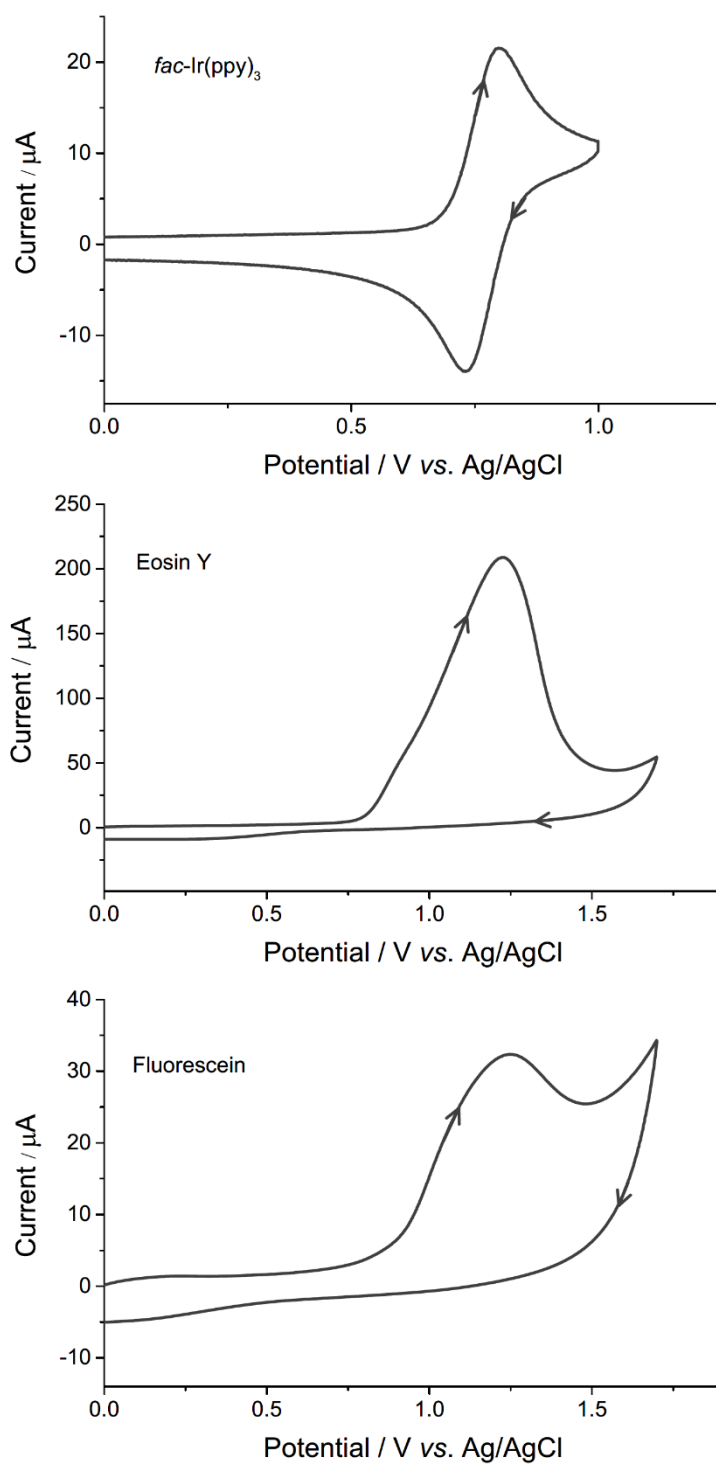 fac-Ir(ppy)₃
20
10
0
-10
Current / μA
0.0 0.5 1.0
Potential / V vs. Ag/AgCl
250
Eosin Y
200
150
100
50
0
Current / μA
0.0 0.5 1.0 1.5
Potential / V vs. Ag/AgCl
40
Fluorescein
30
20
10
0
-10
Current / μA
0.0 0.5 1.0 1.5
Potential / V vs. Ag/AgCl